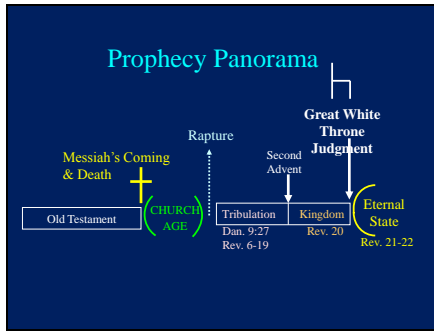 Prophecy Panorama
Great White
Throne
Judgment
Rapture
Second
Advent
Messiah's Coming
& Death
Old Testament
CHURCH
AGE
Tribulation
Kingdom
Eternal
State
Dan. 9:27
Rev. 6-19
Rev. 20
Rev. 21-22